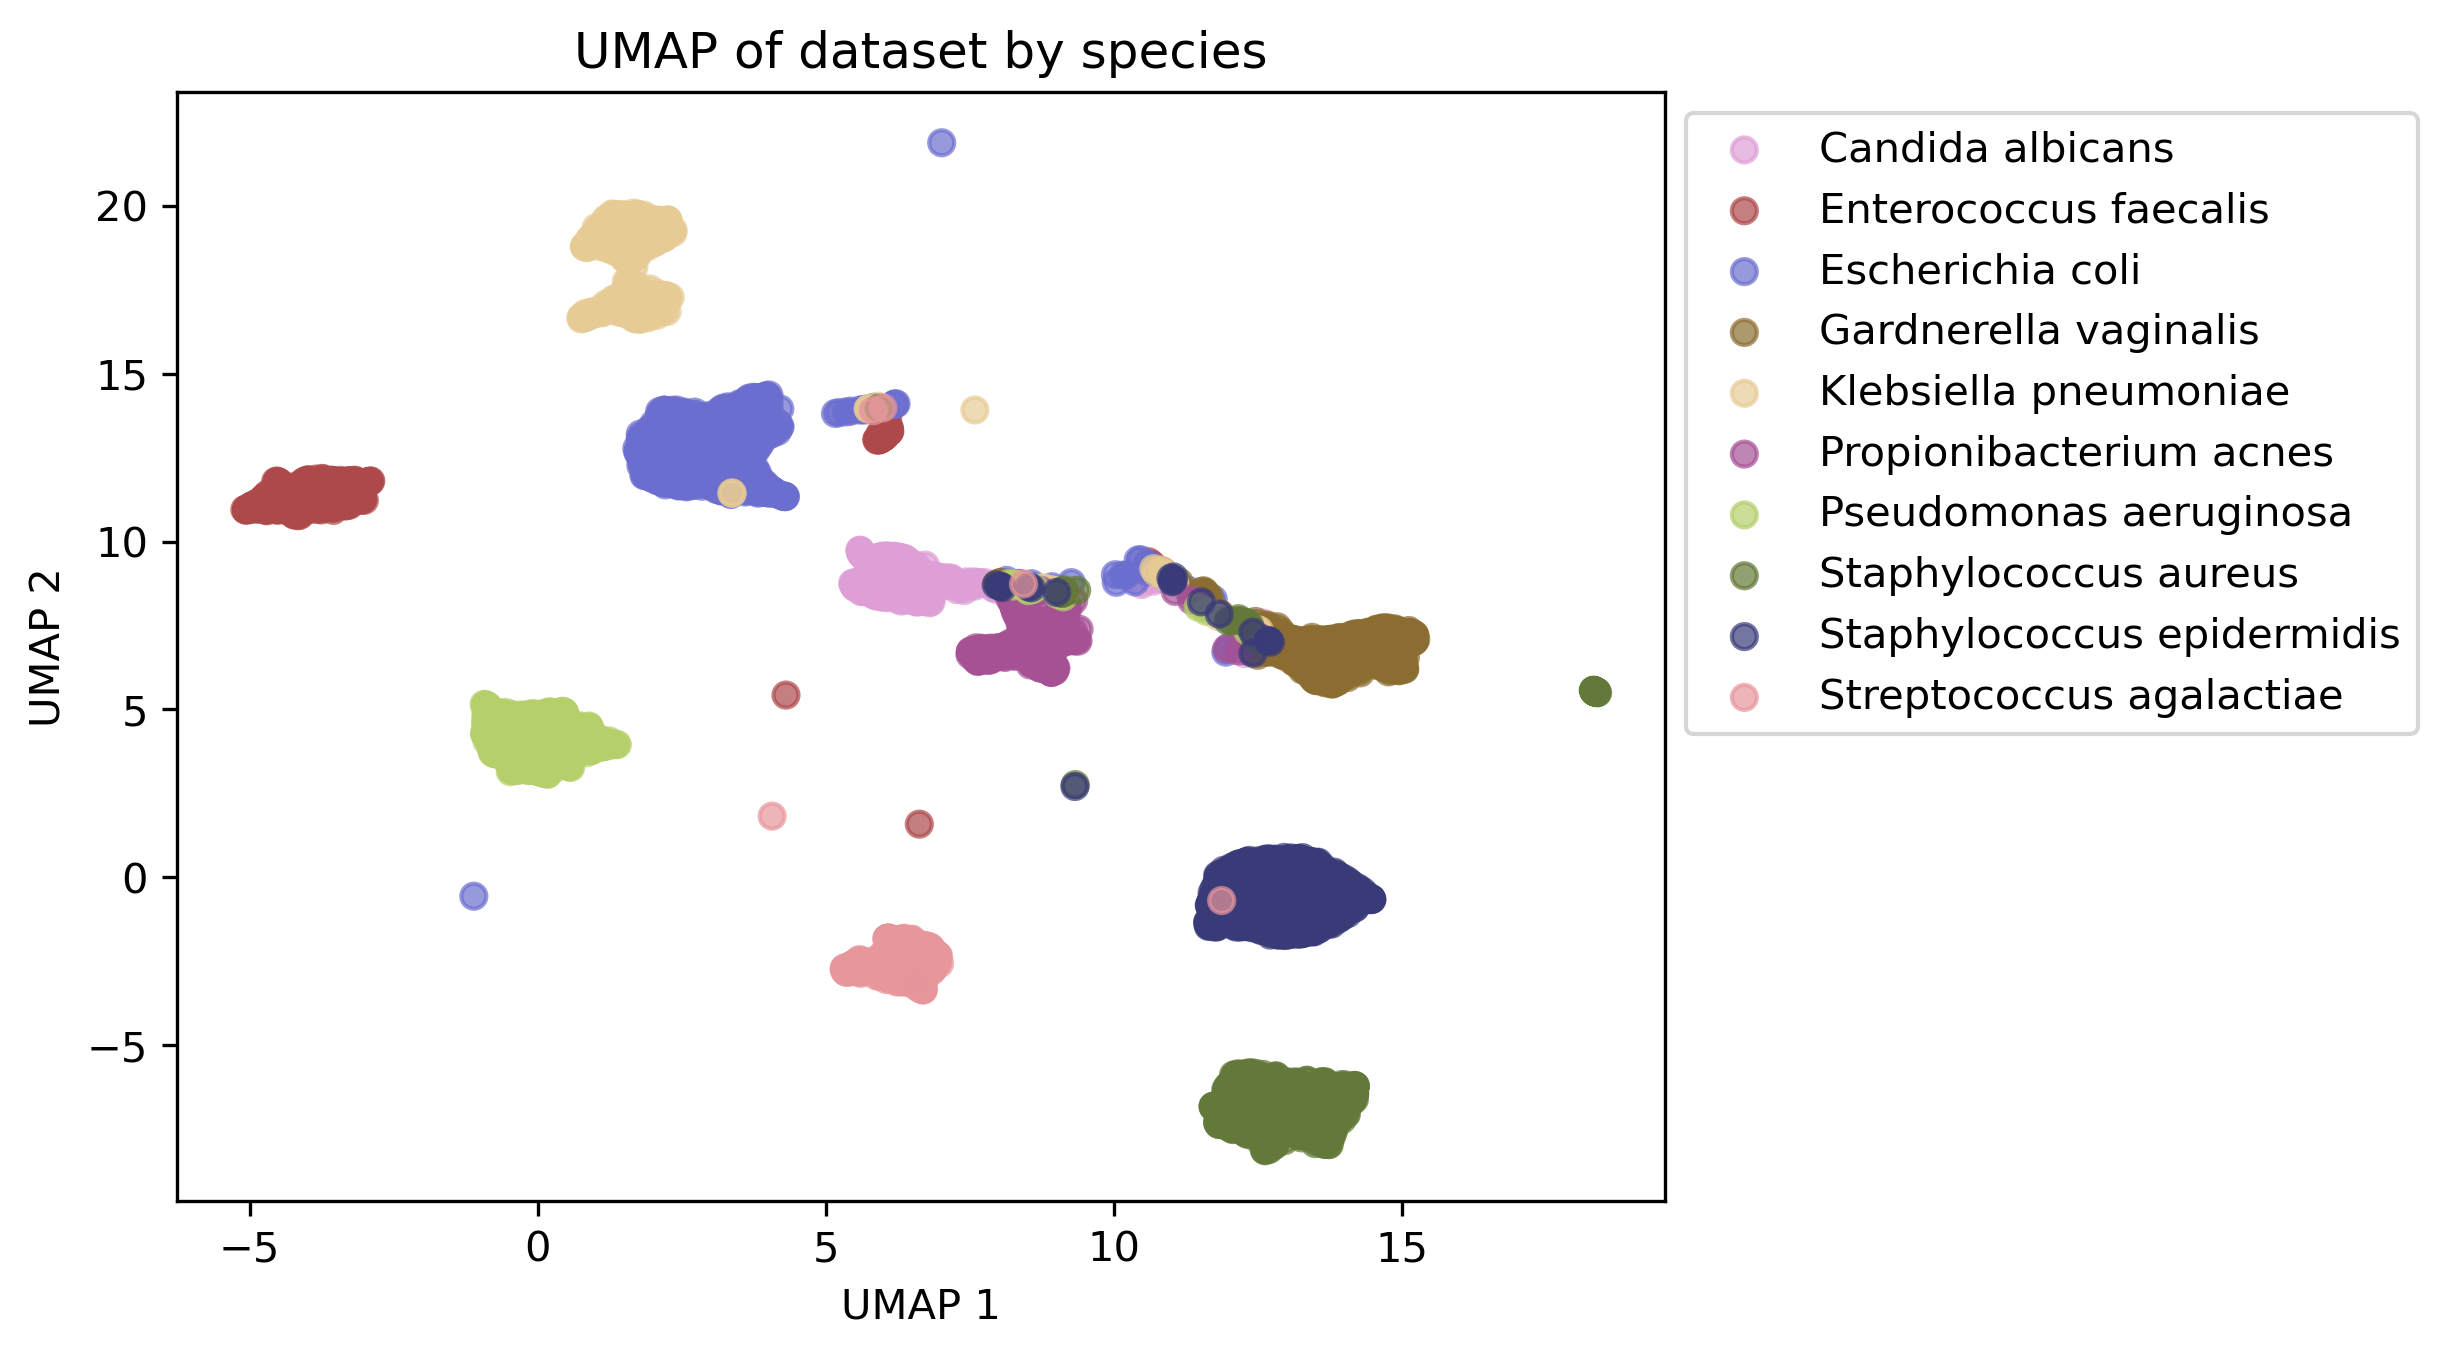 UMAP of dataset by species
20
15
10
5
0
−5
UMAP 2
−5 0 5 10 15
UMAP 1
Candida albicans
Enterococcus faecalis
Escherichia coli
Gardnerella vaginalis
Klebsiella pneumoniae
Propionibacterium acnes
Pseudomonas aeruginosa
Staphylococcus aureus
Staphylococcus epidermidis
Streptococcus agalactiae